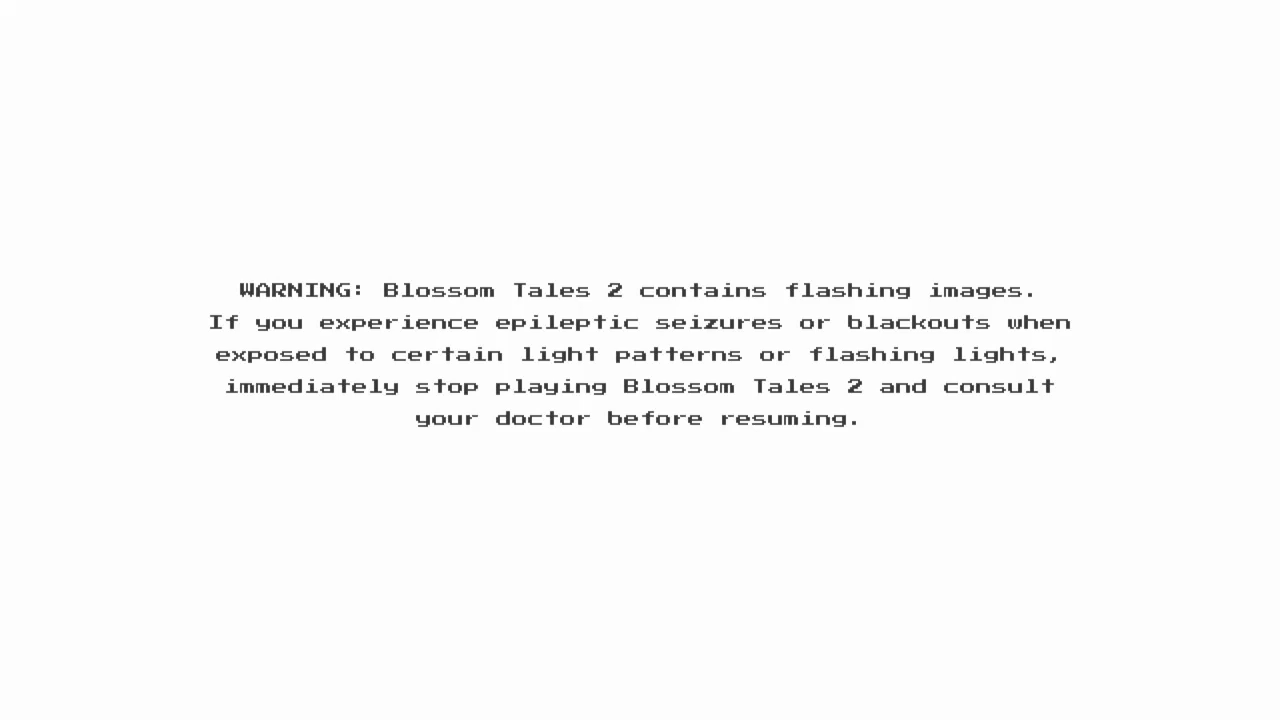 WARNING: Blossom Tales 2 contains flashing images.
If you experience epileptic seizures or blackouts when
exposed to certain light patterns or flashing lights,
immediately stop playing Blossom Tales 2 and consult
your doctor before resuming.